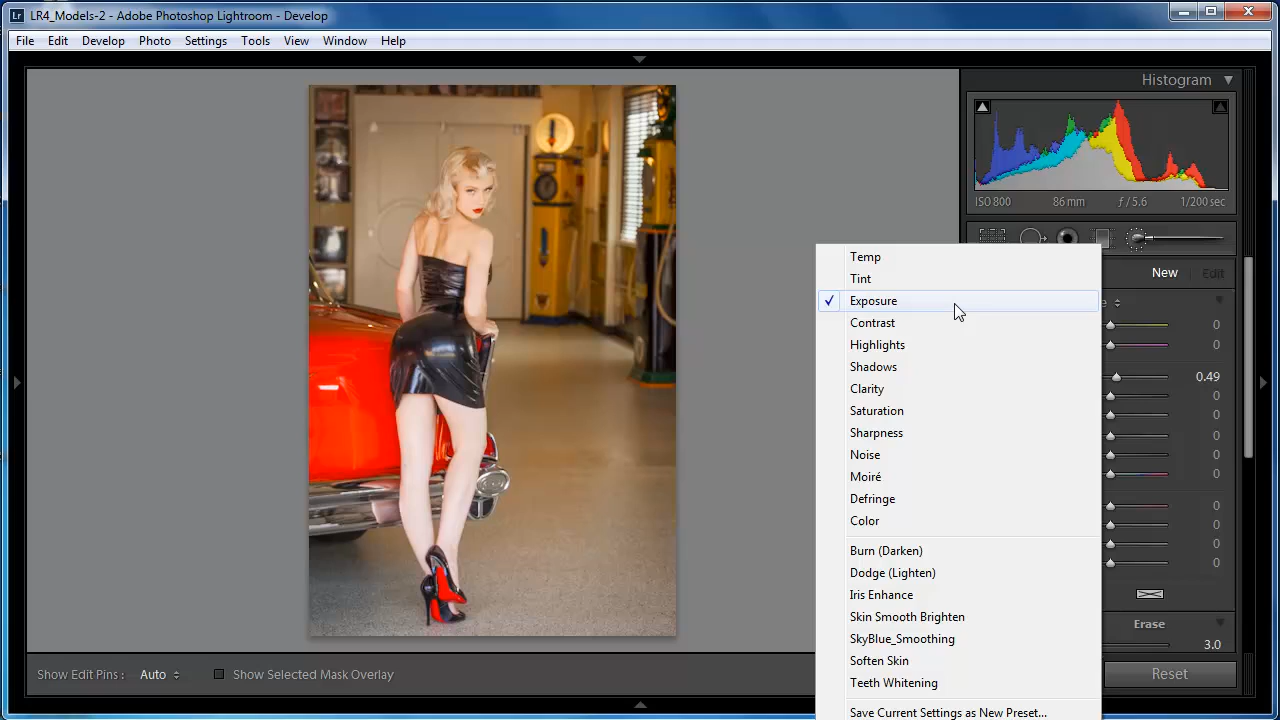 LR4_Models-2 - Adobe Photoshop Lightroom - Develop
File Edit Develop Photo Settings Tools View Window Help
Histogram
ISO 800 86 mm ƒ / 5.6 1/200 sec
New Edit
Temp
Tint
Exposure
Contrast
Highlights
Shadows
Clarity
Saturation
Sharpness
Noise
Moiré
Defringe
Color
Burn (Darken)
Dodge (Lighten)
Iris Enhance
Skin Smooth Brighten
SkyBlue_Smoothing
Soften Skin
Teeth Whitening
Save Current Settings as New Preset...
0
0
0.49
0
0
0
0
0
0
0
0
0
Erase
3.0
Show Edit Pins : Auto Show Selected Mask Overlay
Reset